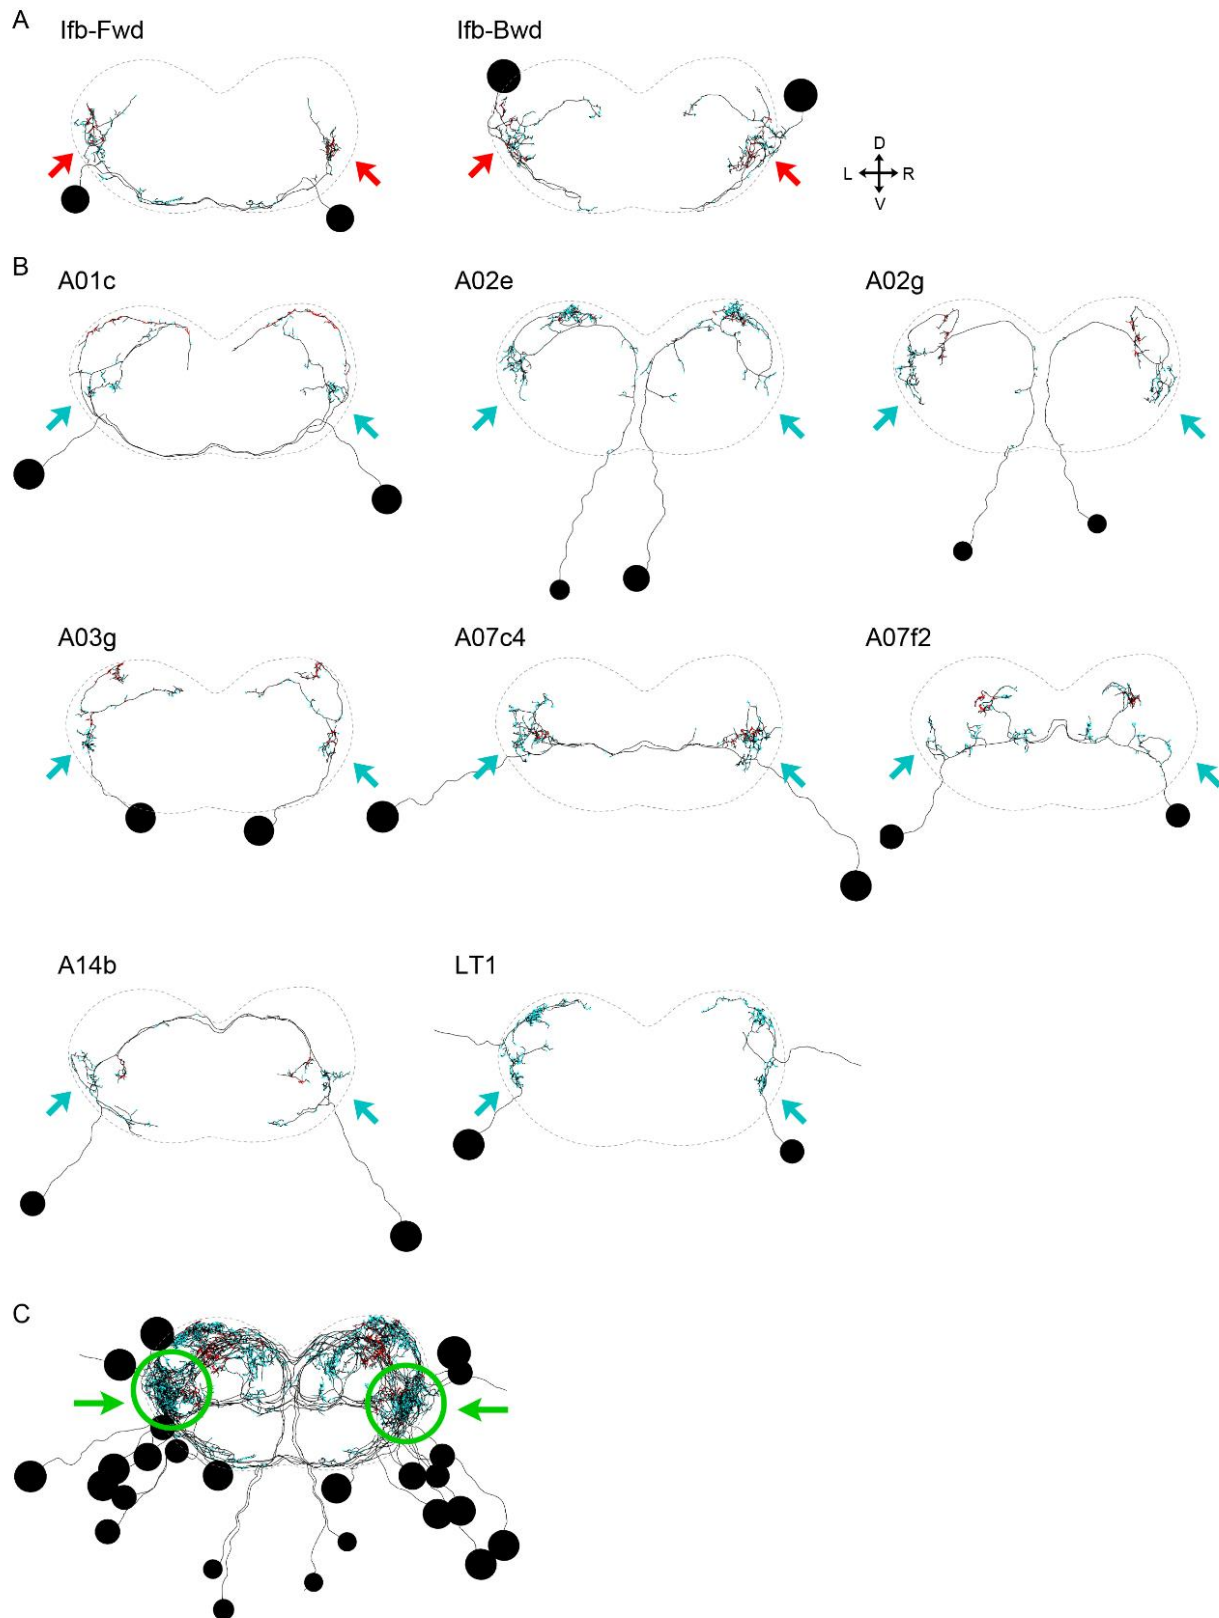 A
Ifb-Fwd
Ifb-Bwd
D
L
R
V
B
A01c
A02e
A02g
A03g
A07c4
A07f2
A14b
LT1
C